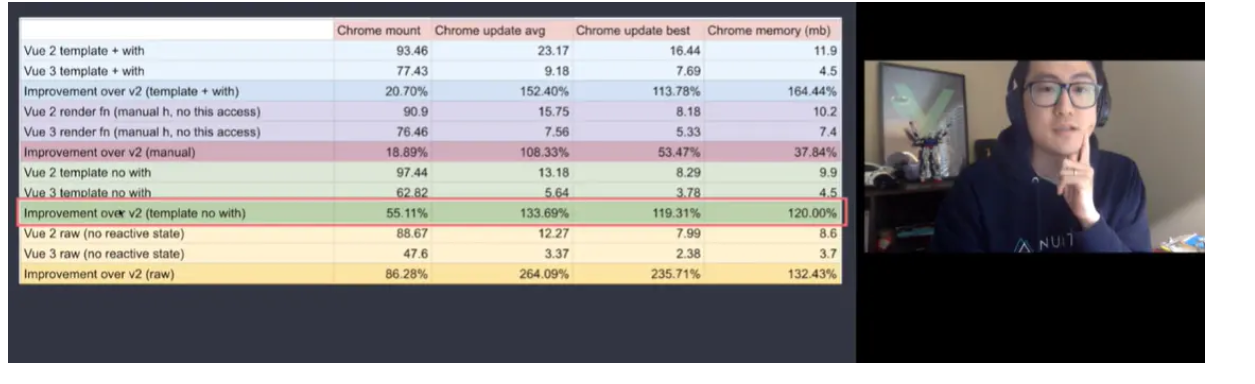 Chrome mount Chrome update avg Chrome update best Chrome memory (mb)
Vue 2 template + with 93.46 23.17 16.44 11.9
Vue 3 template + with 77.43 9.18 7.69 4.5
Improvement over v2 (template + with) 20.70% 152.40% 113.78% 164.44%
Vue 2 render fn (manual h, no this access) 90.9 15.75 8.18 10.2
Vue 3 render fn (manual h, no this access) 76.46 7.56 5.33 7.4
Improvement over v2 (manual) 18.89% 108.33% 53.47% 37.84%
Vue 2 template no with 97.44 13.18 8.29 9.9
Vue 3 template no with 62.82 5.64 3.78 4.5
Improvement over v2 (template no with) 55.11% 133.69% 119.31% 120.00%
Vue 2 raw (no reactive state) 88.67 12.27 7.99 8.6
Vue 3 raw (no reactive state) 47.6 3.37 2.38 3.7
Improvement over v2 (raw) 86.28% 264.09% 235.71% 132.43%